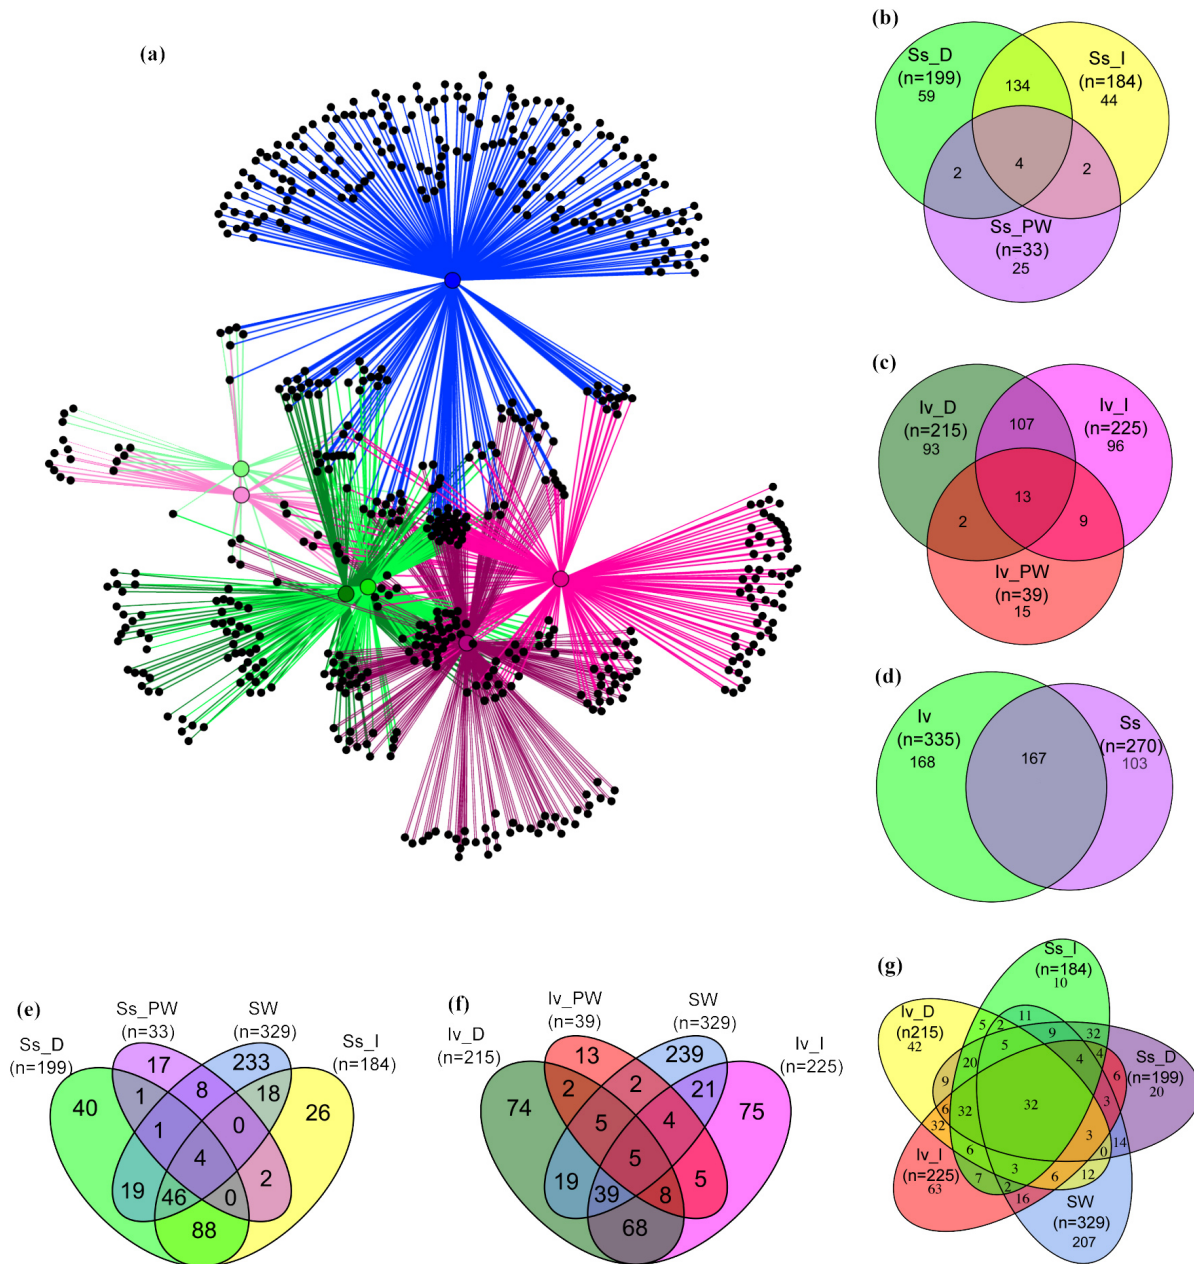 (a)
(b)
Ss_D
(n=199)
59
134
Ss_I
(n=184)
44
2
4
2
Ss_PW
(n=33)
25
(c)
Iv_D
(n=215)
93
107
Iv_I
(n=225)
96
2
13
9
Iv_PW
(n=39)
15
(d)
Iv
(n=335)
168
167
Ss
(n=270)
103
(e)
Ss_D
(n=199)
Ss_PW
(n=33)
SW
(n=329)
Ss_I
(n=184)
40
17
233
26
1
8
18
1
0
4
19
46
0
2
88
(f)
Iv_D
(n=215)
Iv_PW
(n=39)
SW
(n=329)
Iv_I
(n=225)
74
13
239
75
2
2
21
5
4
5
19
39
8
5
68
(g)
Ss_I
(n=184)
10
Iv_D
(n215)
42
Ss_D
(n=199)
20
Iv_I
(n=225)
63
SW
(n=329)
207
5
2
11
9
32
5
4
4
20
6
9
3
6
32
32
32
3
14
0
6
3
12
7
2
6
16